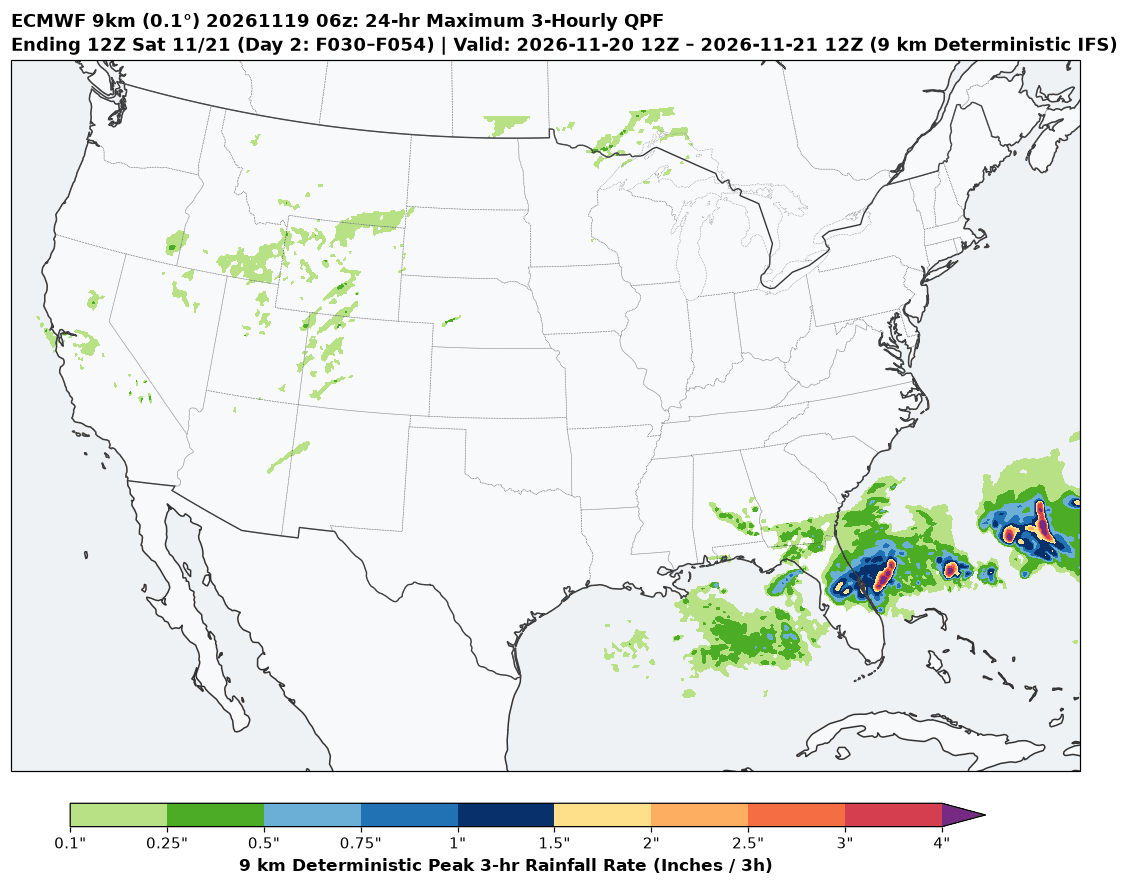 ECMWF 9km (0.1°) 20261119 06z: 24-hr Maximum 3-Hourly QPF
Ending 12Z Sat 11/21 (Day 2: F030–F054) | Valid: 2026-11-20 12Z – 2026-11-21 12Z (9 km Deterministic IFS)
0.1" 0.25" 0.5" 0.75" 1" 1.5" 2" 2.5" 3" 4"
9 km Deterministic Peak 3-hr Rainfall Rate (Inches / 3h)